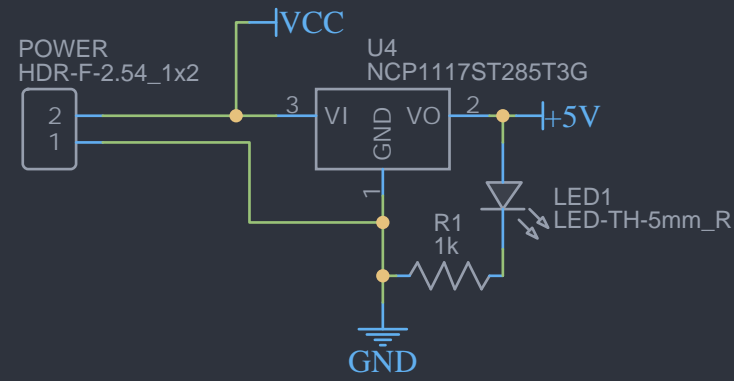 VCC
POWER
HDR-F-2.54_1x2
2
1
U4
NCP1117ST285T3G
3
VI
GND
VO
2
1
+5V
LED1
LED-TH-5mm_R
R1
1k
GND